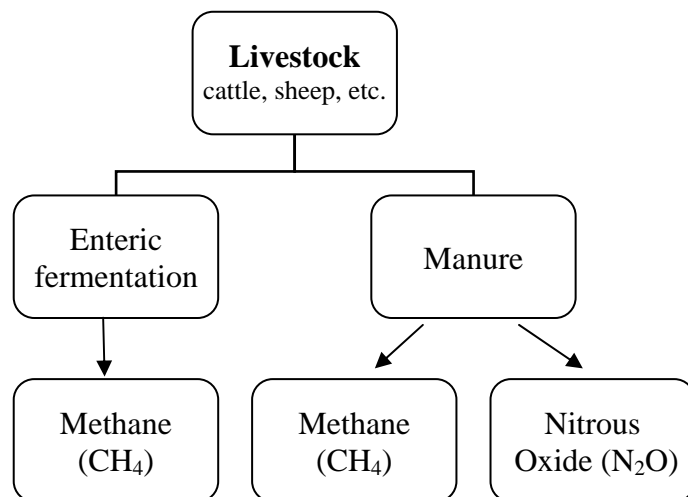 Livestock
cattle, sheep, etc.
Enteric
fermentation
Manure
Methane
(CH₄)
Methane
(CH₄)
Nitrous
Oxide (N₂O)